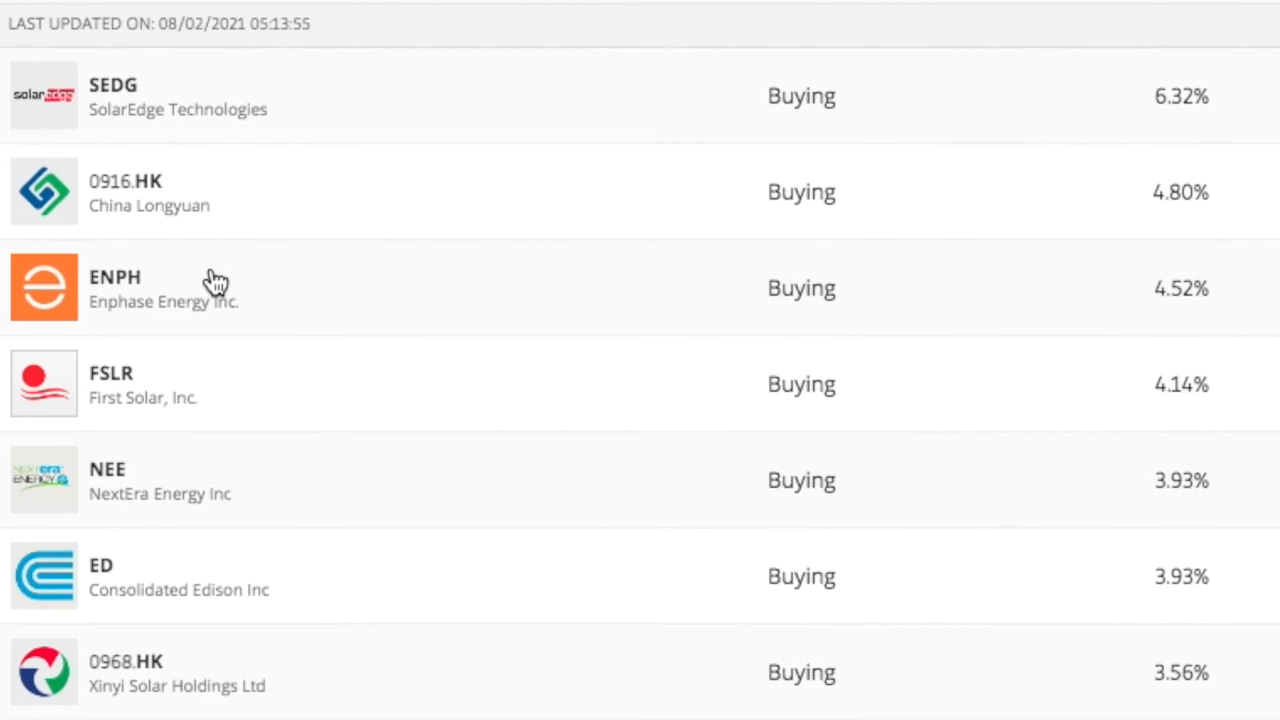 LAST UPDATED ON: 08/02/2021 05:13:55
solaredge
SEDG
SolarEdge Technologies
Buying
6.32%
0916.HK
China Longyuan
Buying
4.80%
ENPH
Enphase Energy Inc.
Buying
4.52%
FSLR
First Solar, Inc.
Buying
4.14%
NEXTera
ENERGY
NEE
NextEra Energy Inc
Buying
3.93%
ED
Consolidated Edison Inc
Buying
3.93%
0968.HK
Xinyi Solar Holdings Ltd
Buying
3.56%